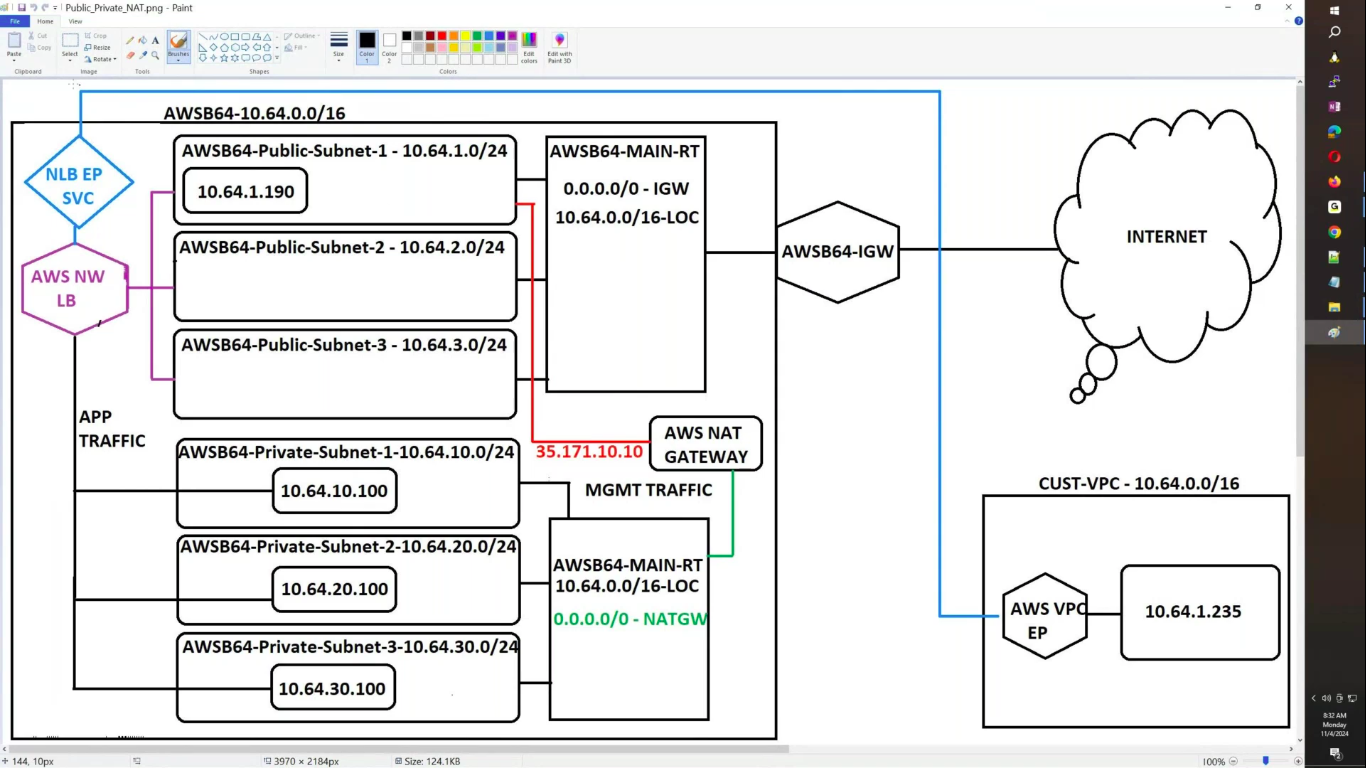 Public_Private_NAT.png - Paint
File
Home
View
Paste
Cut
Copy
Clipboard
Select
Crop
Resize
Rotate
Image
Tools
Brushes
Shapes
Outline
Fill
Size
Color
1
Color
2
Colors
Edit
colors
Edit with
Paint 3D
AWSB64-10.64.0.0/16
NLB EP
SVC
AWS NW
LB
APP
TRAFFIC
AWSB64-Public-Subnet-1 - 10.64.1.0/24
10.64.1.190
AWSB64-Public-Subnet-2 - 10.64.2.0/24
AWSB64-Public-Subnet-3 - 10.64.3.0/24
AWSB64-Private-Subnet-1-10.64.10.0/24
10.64.10.100
AWSB64-Private-Subnet-2-10.64.20.0/24
10.64.20.100
AWSB64-Private-Subnet-3-10.64.30.0/24
10.64.30.100
AWSB64-MAIN-RT
0.0.0.0/0 - IGW
10.64.0.0/16-LOC
AWSB64-IGW
INTERNET
35.171.10.10
AWS NAT
GATEWAY
MGMT TRAFFIC
AWSB64-MAIN-RT
10.64.0.0/16-LOC
0.0.0.0/0 - NATGW
CUST-VPC - 10.64.0.0/16
AWS VPC
EP
10.64.1.235
144, 10px
3970 × 2184px
Size: 124.1KB
100%
8:32 AM
Monday
11/4/2024